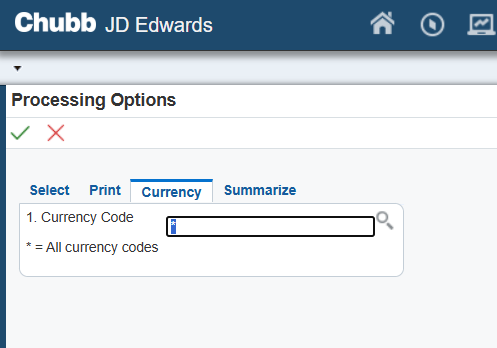 Chubb JD Edwards
Processing Options
Select Print Currency Summarize
1. Currency Code *
* = All currency codes